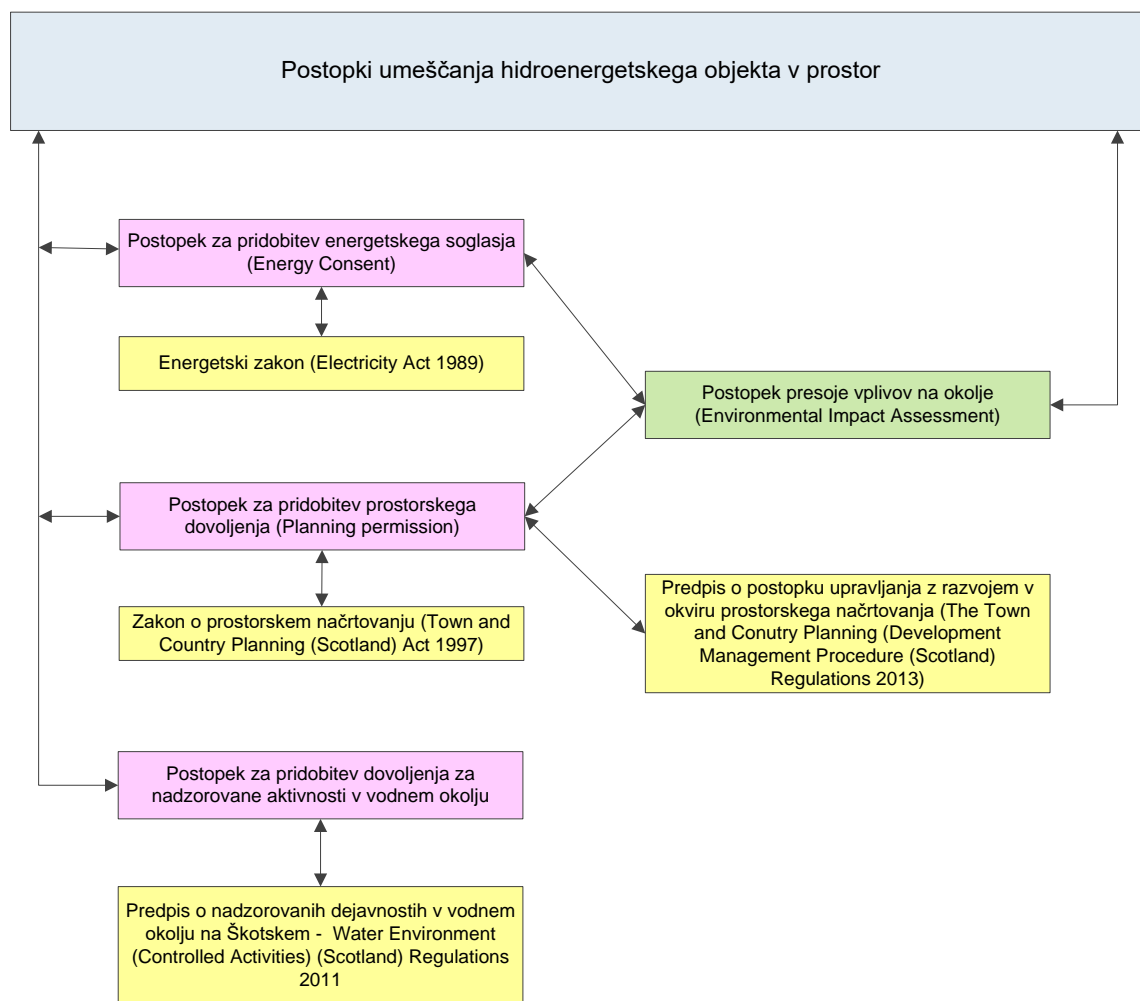 Postopki umeščanja hidroenergetskega objekta v prostor
Postopek za pridobitev energetskega soglasja
(Energy Consent)
Energetski zakon (Electricity Act 1989)
Postopek presoje vplivov na okolje
(Environmental Impact Assessment)
Postopek za pridobitev prostorskega
dovoljenja (Planning permission)
Predpis o postopku upravljanja z razvojem v
okviru prostorskega načrtovanja (The Town
and Conutry Planning (Development
Management Procedure (Scotland)
Regulations 2013)
Zakon o prostorskem načrtovanju (Town and
Country Planning (Scotland) Act 1997)
Postopek za pridobitev dovoljenja za
nadzorovane aktivnosti v vodnem okolju
Predpis o nadzorovanih dejavnostih v vodnem
okolju na Škotskem - Water Environment
(Controlled Activities) (Scotland) Regulations
2011